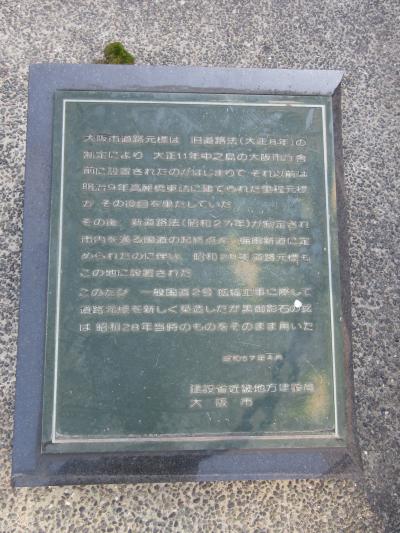 大阪市道路元標は 旧道路法(大正8年)の
制定により 大正11年中之島の大阪市庁舎
前に設置されたのがはじまりで それ以前は
明治9年高麗橋東詰に建てられた里程元標
が その役目を果していた
その後 新道路法(昭和27年)が制定され
市内を通る国道の起終点を 梅田新道に定
められたのに伴い 昭和28年道路元標も
この地に設置された
このたび 一般国道2号 拡幅工事に際して
道路元標を新しく築造したが黒御影石の銘
は 昭和28年当時のものをそのまま用いた
昭和57年 月
建設省近畿地方建設局
大阪市